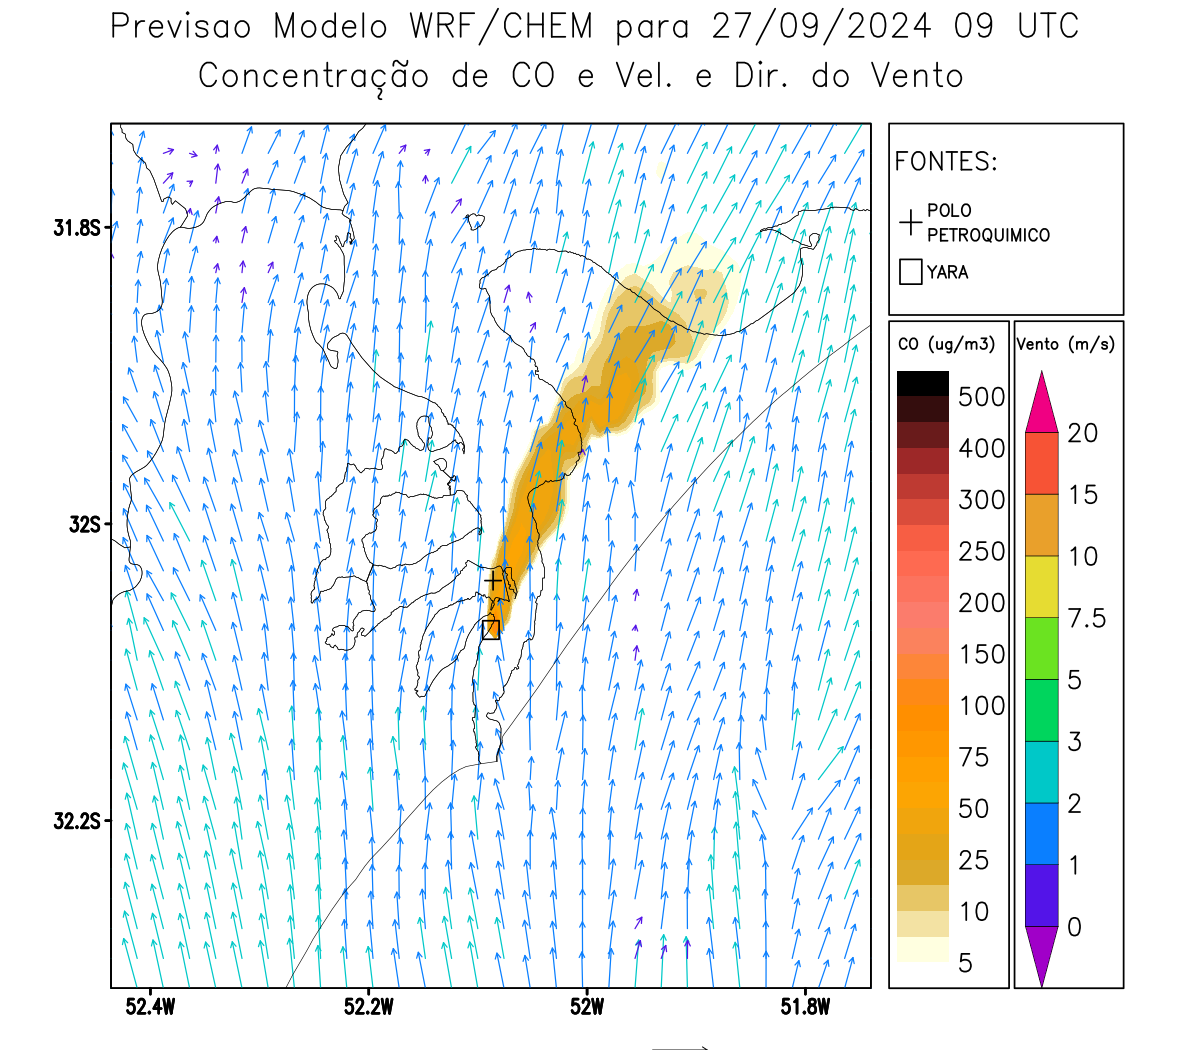 Previsao Modelo WRF/CHEM para 27/09/2024 09 UTC
Concentração de CO e Vel. e Dir. do Vento
FONTES:
POLO
PETROQUIMICO
YARA
CO (ug/m3)
500
400
300
250
200
150
100
75
50
25
10
5
Vento (m/s)
20
15
10
7.5
5
3
2
1
0
31.8S
32S
32.2S
52.4W
52.2W
52W
51.8W